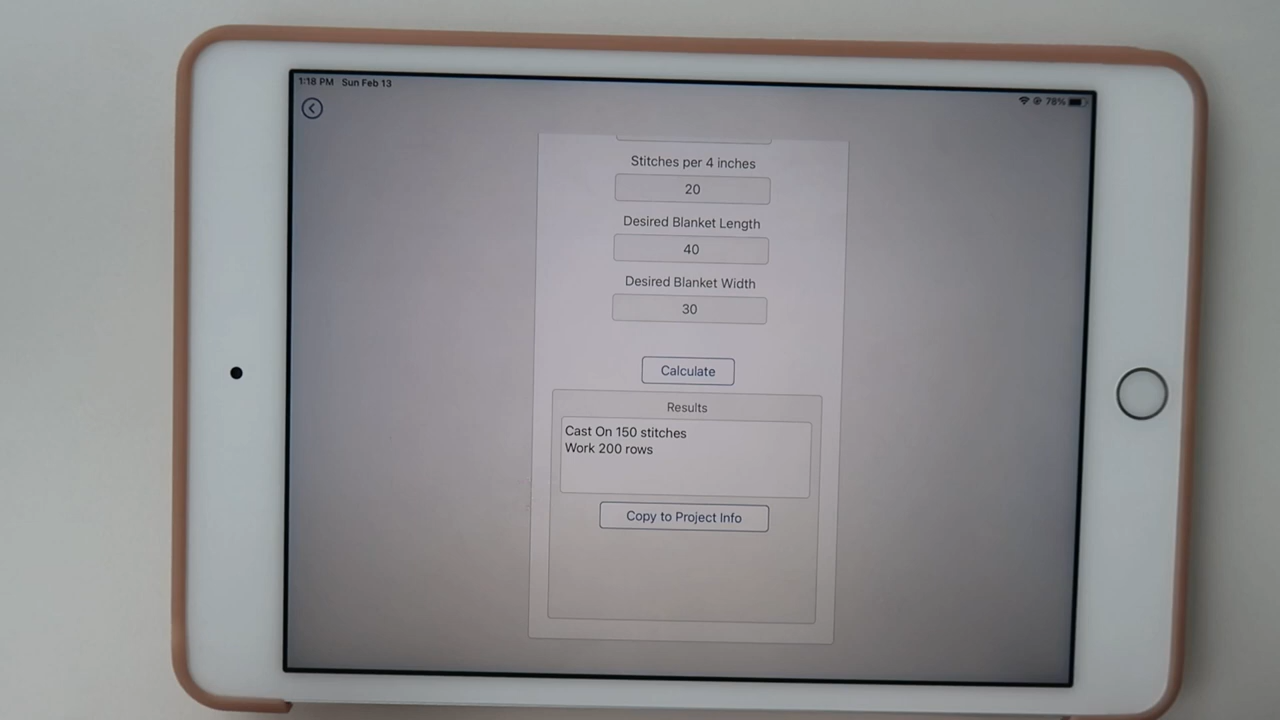 1:18 PM Sun Feb 13
78%
Stitches per 4 inches
20
Desired Blanket Length
40
Desired Blanket Width
30
Calculate
Results
Cast On 150 stitches
Work 200 rows
Copy to Project Info